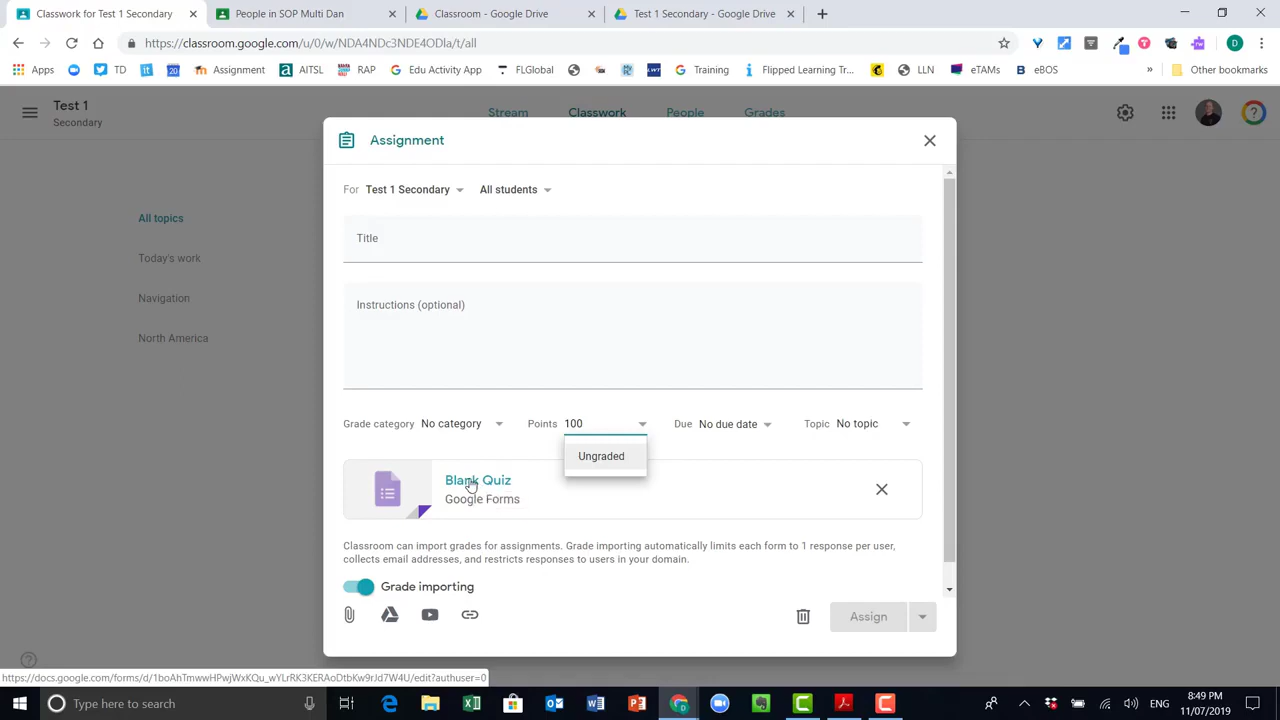 Classwork for Test 1 Secondary
People in SOP Multi Dan
Classroom - Google Drive
Test 1 Secondary - Google Drive
https://classroom.google.com/u/0/w/NDA4NDc3NDE4ODla/t/all
Apps
TD
20
Assignment
AITSL
RAP
Edu Activity App
FLGlobal
LWT
Training
Flipped Learning Tr...
LLN
eTAMs
eBOS
»
Other bookmarks
Test 1
Secondary
Stream
Classwork
People
Grades
All topics
Today's work
Navigation
North America
Assignment
For Test 1 Secondary All students
Title
Instructions (optional)
Grade category No category Points 100 Due No due date Topic No topic
Ungraded
Blank Quiz
Google Forms
Classroom can import grades for assignments. Grade importing automatically limits each form to 1 response per user,
collects email addresses, and restricts responses to users in your domain.
Grade importing
Assign
https://docs.google.com/forms/d/1boAhTmwwHPwjWxKQu_wYLrRK3KERAoDtbKw9rJd7W4U/edit?authuser=0
Type here to search
ENG
8:49 PM
11/07/2019